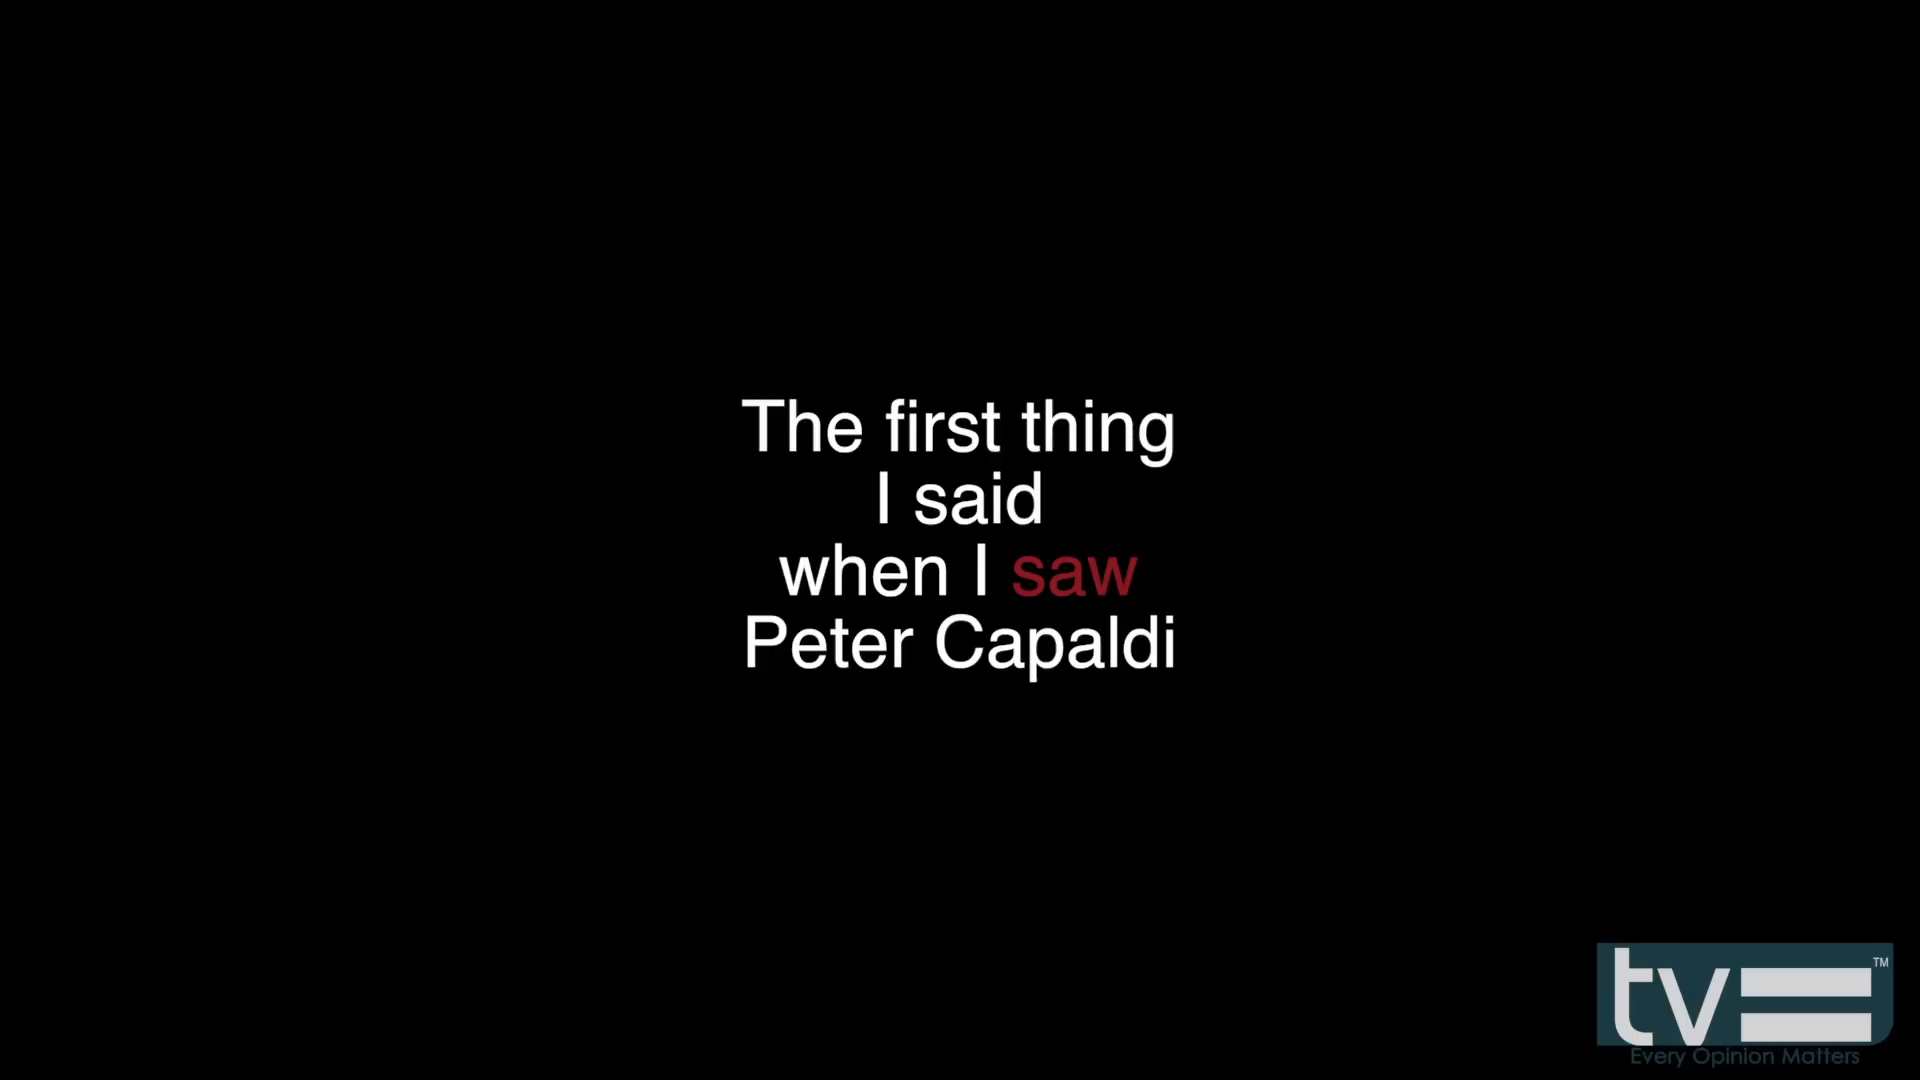 The first thing
I said
when I saw
Peter Capaldi
tv
TM
Every Opinion Matters